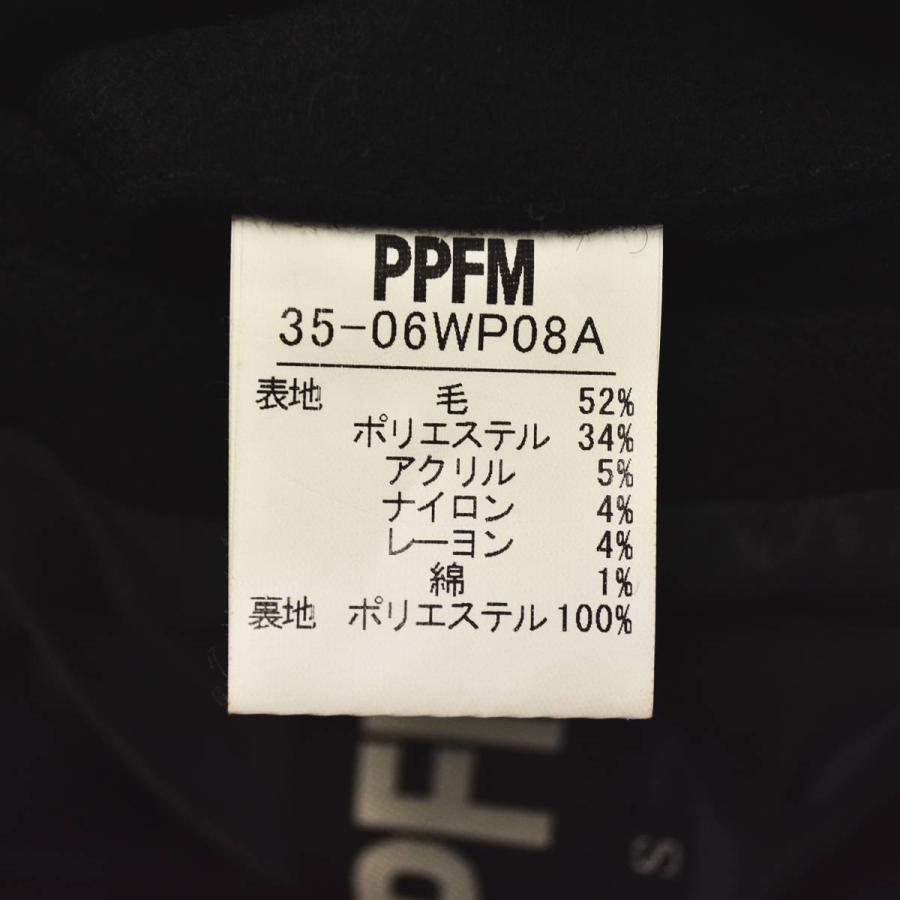 PPFM
35-06WP08A
表地 毛 52%
ポリエステル 34%
アクリル 5%
ナイロン 4%
レーヨン 4%
綿 1%
裏地 ポリエステル 100%
S